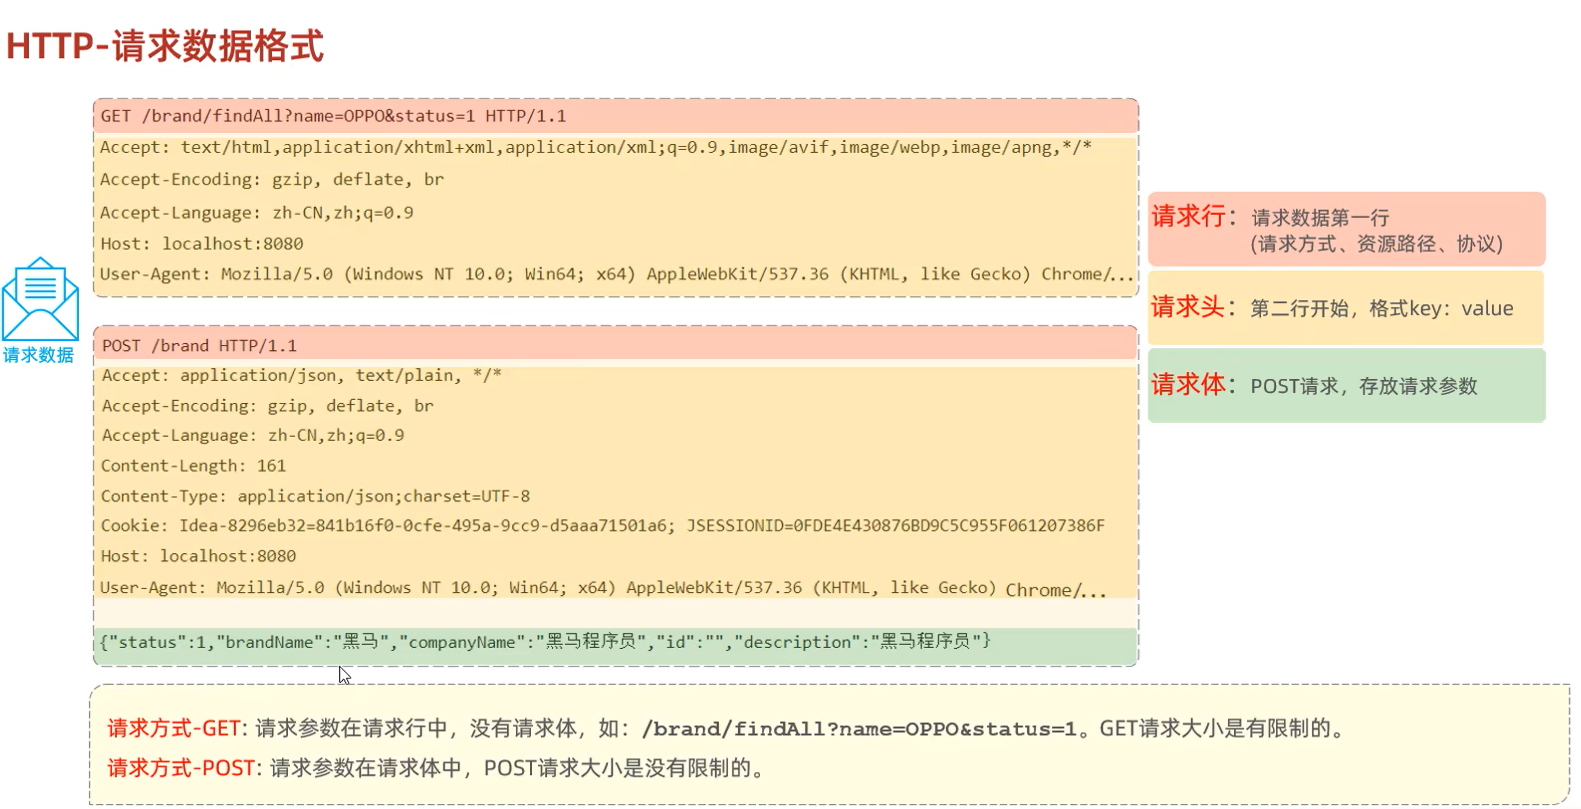 HTTP-请求数据格式
GET /brand/findAll?name=OPPO&status=1 HTTP/1.1
Accept: text/html,application/xhtml+xml,application/xml;q=0.9,image/avif,image/webp,image/apng,*/*
Accept-Encoding: gzip, deflate, br
Accept-Language: zh-CN,zh;q=0.9
Host: localhost:8080
User-Agent: Mozilla/5.0 (Windows NT 10.0; Win64; x64) AppleWebKit/537.36 (KHTML, like Gecko) Chrome/...
请求数据
POST /brand HTTP/1.1
Accept: application/json, text/plain, */*
Accept-Encoding: gzip, deflate, br
Accept-Language: zh-CN,zh;q=0.9
Content-Length: 161
Content-Type: application/json;charset=UTF-8
Cookie: Idea-8296eb32=841b16f0-0cfe-495a-9cc9-d5aaa71501a6; JSESSIONID=0FDE4E430876BD9C5C955F061207386F
Host: localhost:8080
User-Agent: Mozilla/5.0 (Windows NT 10.0; Win64; x64) AppleWebKit/537.36 (KHTML, like Gecko) Chrome/...
{"status":1,"brandName":"黑马","companyName":"黑马程序员","id":"","description":"黑马程序员"}
请求行：请求数据第一行
(请求方式、资源路径、协议)
请求头：第二行开始，格式key：value
请求体：POST请求，存放请求参数
请求方式-GET: 请求参数在请求行中，没有请求体，如：/brand/findAll?name=OPPO&status=1。GET请求大小是有限制的。
请求方式-POST: 请求参数在请求体中，POST请求大小是没有限制的。